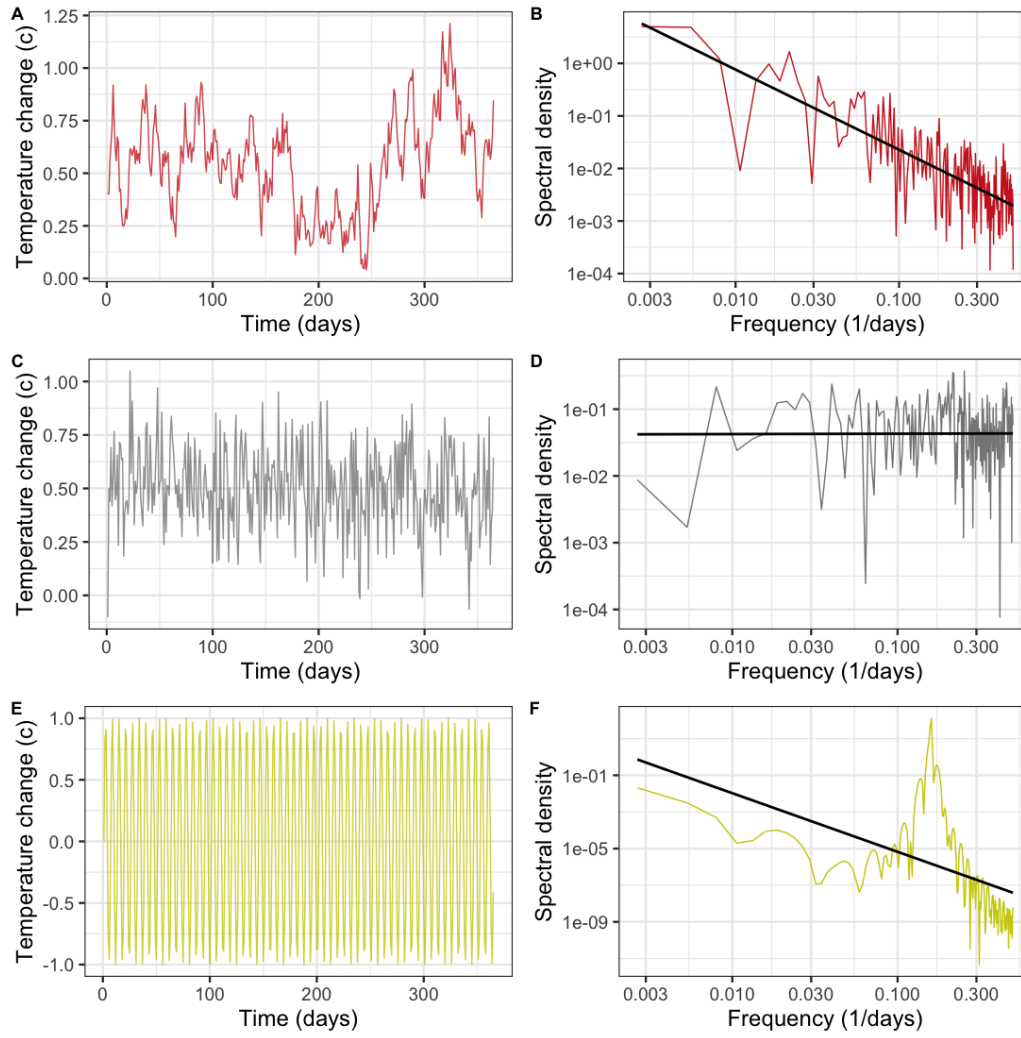 A
Temperature change (c)
1.25
1.00
0.75
0.50
0.25
0.00
0 100 200 300
Time (days)
B
Spectral density
1e+00
1e-01
1e-02
1e-03
1e-04
0.003 0.010 0.030 0.100 0.300
Frequency (1/days)
C
Temperature change (c)
1.00
0.75
0.50
0.25
0.00
0 100 200 300
Time (days)
D
Spectral density
1e-01
1e-02
1e-03
1e-04
0.003 0.010 0.030 0.100 0.300
Frequency (1/days)
E
Temperature change (c)
1.0
0.5
0.0
-0.5
-1.0
0 100 200 300
Time (days)
F
Spectral density
1e-01
1e-05
1e-09
0.003 0.010 0.030 0.100 0.300
Frequency (1/days)